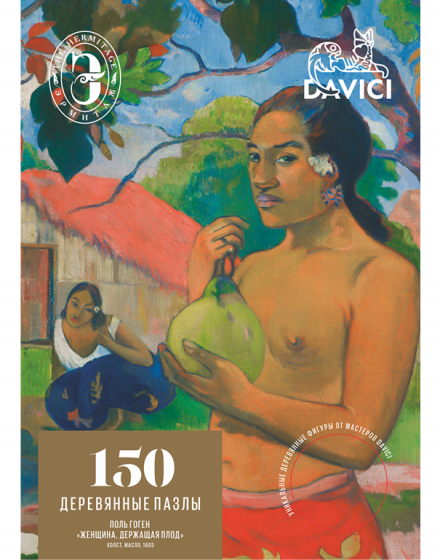 THE HERMITAGE
ЭРМИТАЖ
Э
DAVICI
УНИКАЛЬНЫЕ ДЕРЕВЯННЫЕ ФИГУРЫ ОТ МАСТЕРОВ DAVICI
150
ДЕРЕВЯННЫЕ ПАЗЛЫ
ПОЛЬ ГОГЕН
«ЖЕНЩИНА, ДЕРЖАЩАЯ ПЛОД»
ХОЛСТ, МАСЛО, 1893